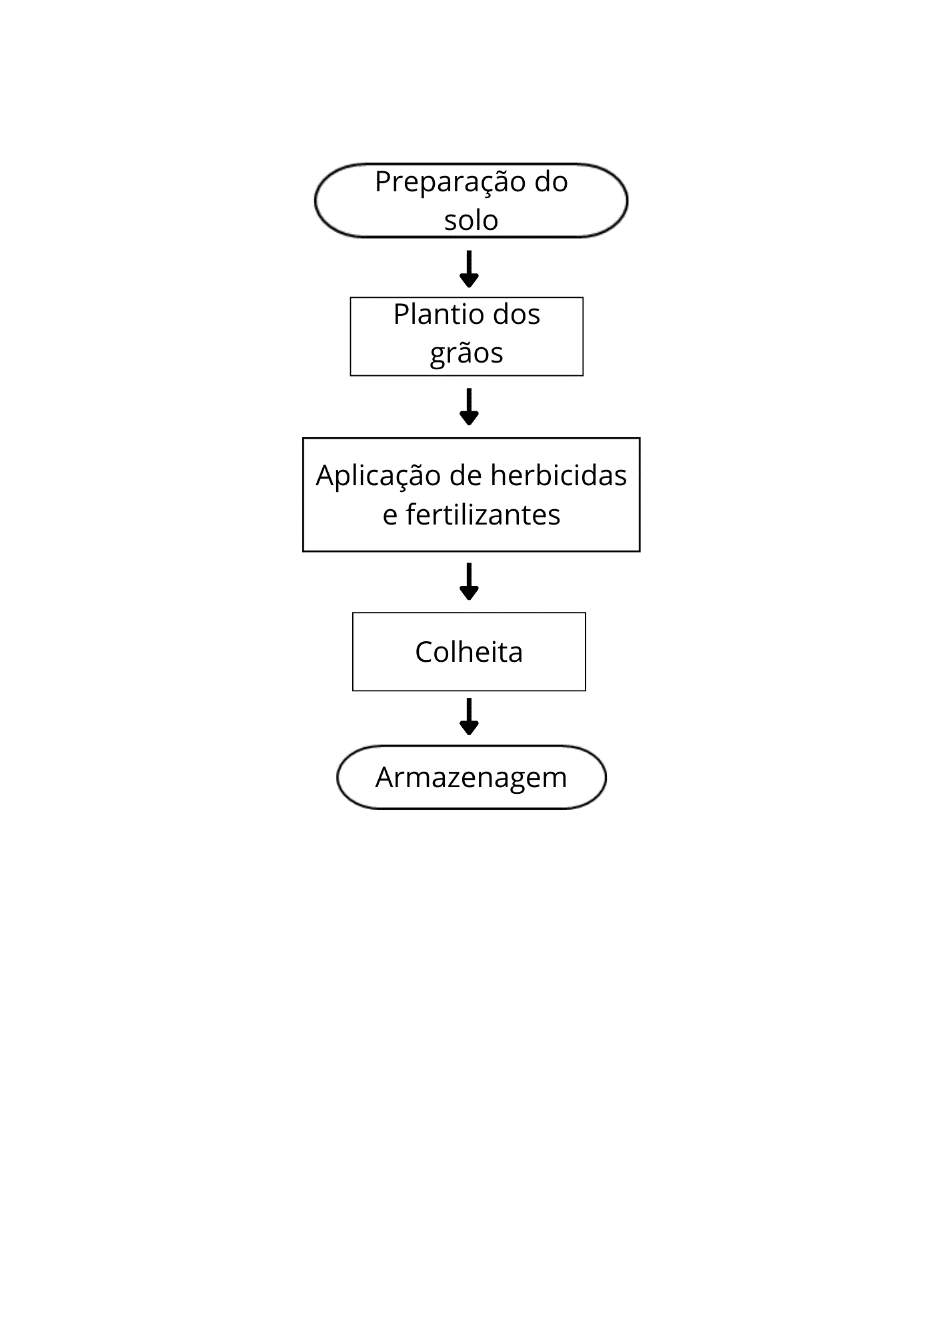 Preparação do
solo
Plantio dos
grãos
Aplicação de herbicidas
e fertilizantes
Colheita
Armazenagem